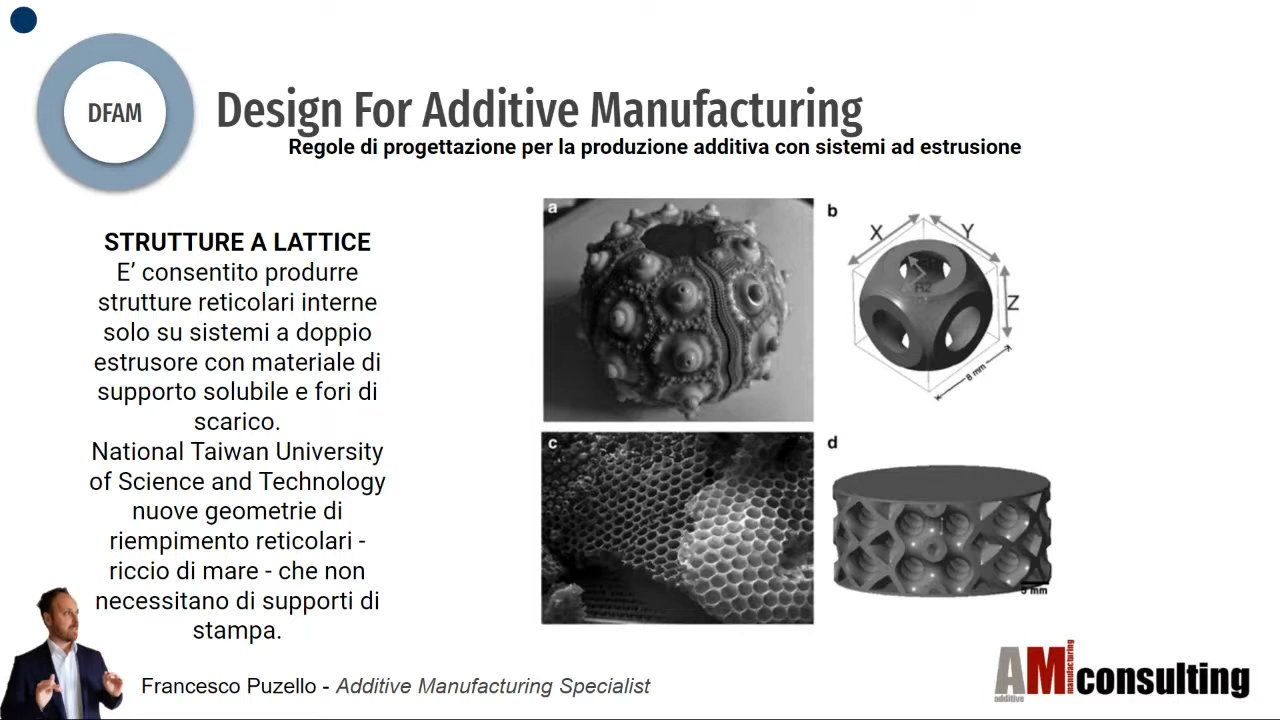 DFAM
Design For Additive Manufacturing
Regole di progettazione per la produzione additiva con sistemi ad estrusione
STRUTTURE A LATTICE
E’ consentito produrre
strutture reticolari interne
solo su sistemi a doppio
estrusore con materiale di
supporto solubile e fori di
scarico.
National Taiwan University
of Science and Technology
nuove geometrie di
riempimento reticolari -
riccio di mare - che non
necessitano di supporti di
stampa.
a
b
X
Y
Z
R2
8 mm
c
d
5 mm
Francesco Puzello - Additive Manufacturing Specialist
AM consulting
additive
manufacturing